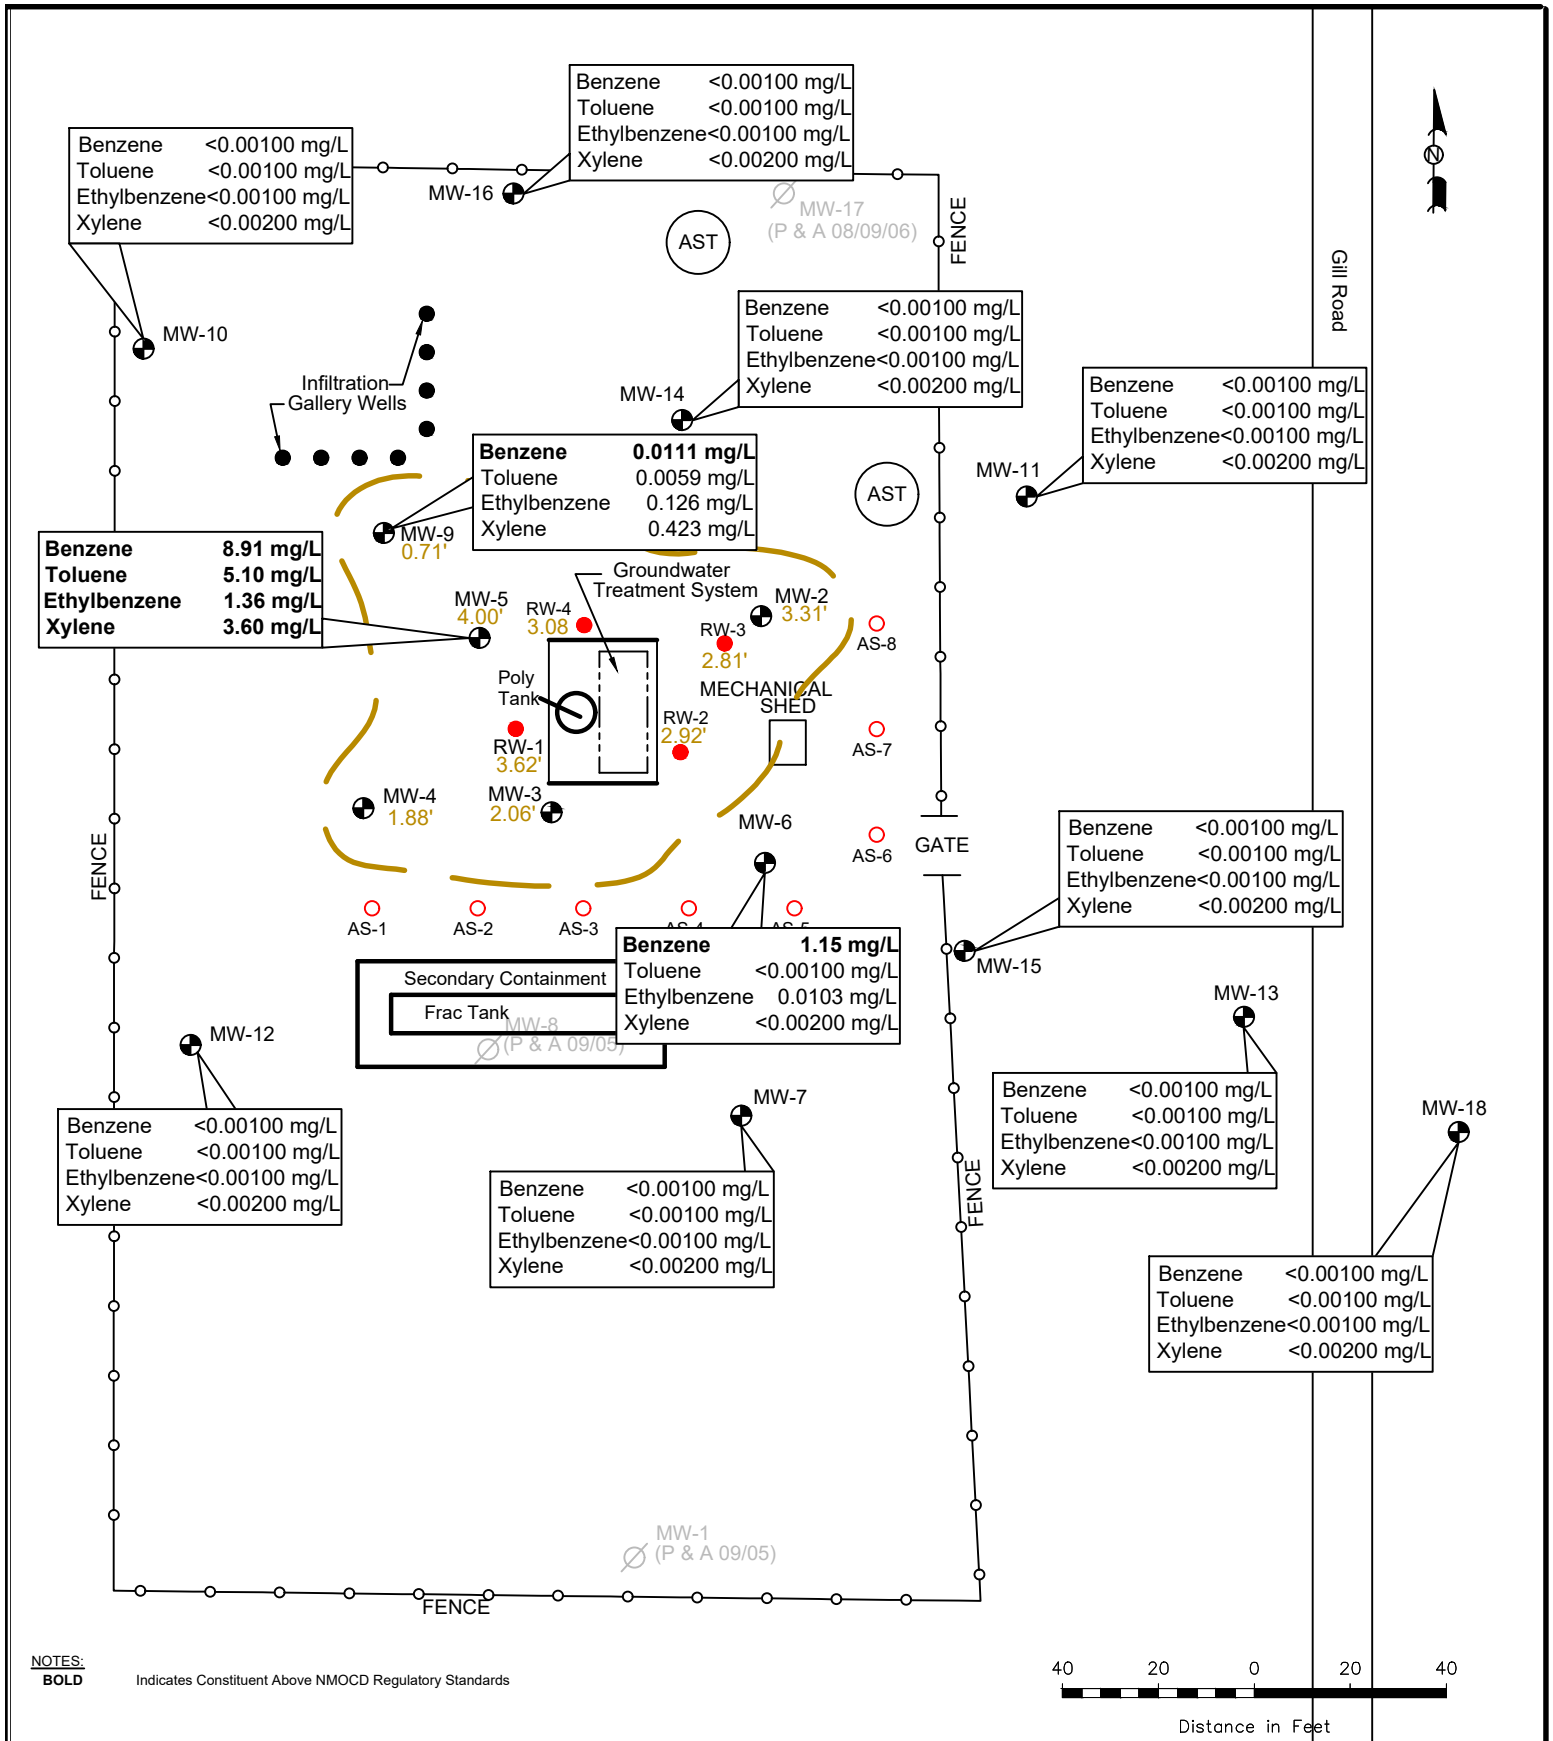 Benzene <0.00100 mg/L
Toluene <0.00100 mg/L
Ethylbenzene<0.00100 mg/L
Xylene <0.00200 mg/L
Benzene <0.00100 mg/L
Toluene <0.00100 mg/L
Ethylbenzene<0.00100 mg/L
Xylene <0.00200 mg/L
MW-16
MW-17
(P & A 08/09/06)
AST
FENCE
N
Gill Road
MW-10
Infiltration
Gallery Wells
Benzene <0.00100 mg/L
Toluene <0.00100 mg/L
Ethylbenzene<0.00100 mg/L
Xylene <0.00200 mg/L
MW-14
Benzene <0.00100 mg/L
Toluene <0.00100 mg/L
Ethylbenzene<0.00100 mg/L
Xylene <0.00200 mg/L
MW-11
AST
Benzene 0.0111 mg/L
Toluene 0.0059 mg/L
Ethylbenzene 0.126 mg/L
Xylene 0.423 mg/L
MW-9
0.71'
Benzene 8.91 mg/L
Toluene 5.10 mg/L
Ethylbenzene 1.36 mg/L
Xylene 3.60 mg/L
MW-5
4.00'
RW-4
3.08
Groundwater
Treatment System
MW-2
3.31'
RW-3
2.81'
AS-8
Poly
Tank
MECHANICAL
SHED
RW-2
2.92'
RW-1
3.62'
AS-7
MW-4
1.88'
MW-3
2.06'
MW-6
AS-6
GATE
FENCE
Benzene <0.00100 mg/L
Toluene <0.00100 mg/L
Ethylbenzene<0.00100 mg/L
Xylene <0.00200 mg/L
MW-15
AS-1
AS-2
AS-3
AS-4
AS-5
Benzene 1.15 mg/L
Toluene <0.00100 mg/L
Ethylbenzene 0.0103 mg/L
Xylene <0.00200 mg/L
Secondary Containment
Frac Tank
MW-8
(P & A 09/05)
MW-12
MW-13
Benzene <0.00100 mg/L
Toluene <0.00100 mg/L
Ethylbenzene<0.00100 mg/L
Xylene <0.00200 mg/L
MW-7
MW-18
Benzene <0.00100 mg/L
Toluene <0.00100 mg/L
Ethylbenzene<0.00100 mg/L
Xylene <0.00200 mg/L
Benzene <0.00100 mg/L
Toluene <0.00100 mg/L
Ethylbenzene<0.00100 mg/L
Xylene <0.00200 mg/L
FENCE
Benzene <0.00100 mg/L
Toluene <0.00100 mg/L
Ethylbenzene<0.00100 mg/L
Xylene <0.00200 mg/L
MW-1
(P & A 09/05)
FENCE
NOTES:
BOLD Indicates Constituent Above NMOCD Regulatory Standards
40 20 0 20 40
Distance in Feet